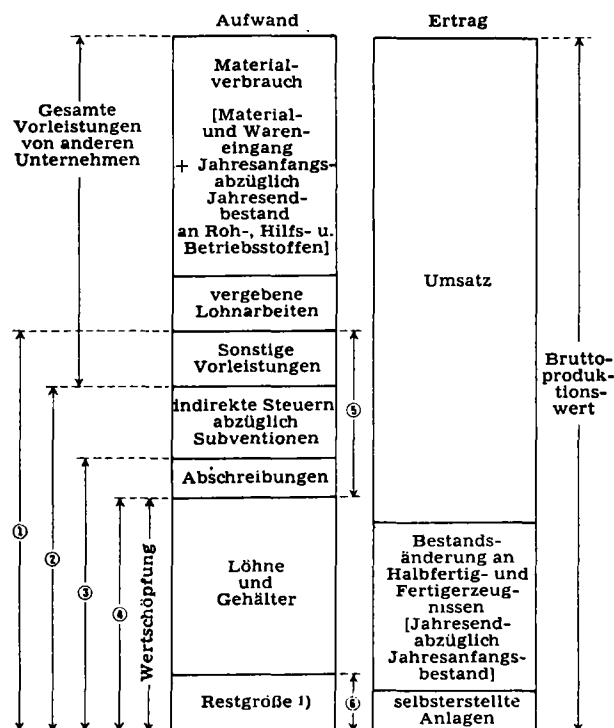 Aufwand
Ertrag
Gesamte
Vorleistungen
von anderen
Unternehmen
Material-
verbrauch
[Material-
und Waren-
eingang
+ Jahresanfangs-
abzüglich
Jahresend-
bestand
an Roh-, Hilfs- u.
Betriebsstoffen]
vergebene
Lohnarbeiten
Sonstige
Vorleistungen
indirekte Steuern
abzüglich
Subventionen
Abschreibungen
Löhne
und
Gehälter
Restgröße 1)
①
②
③
④
Wertschöpfung
⑤
⑥
Umsatz
Bestands-
änderung an
Halbfertig- und
Fertigerzeug-
nissen
[Jahresend-
abzüglich
Jahresanfangs-
bestand]
selbsterstellte
Anlagen
Brutto-
produk-
tions-
wert